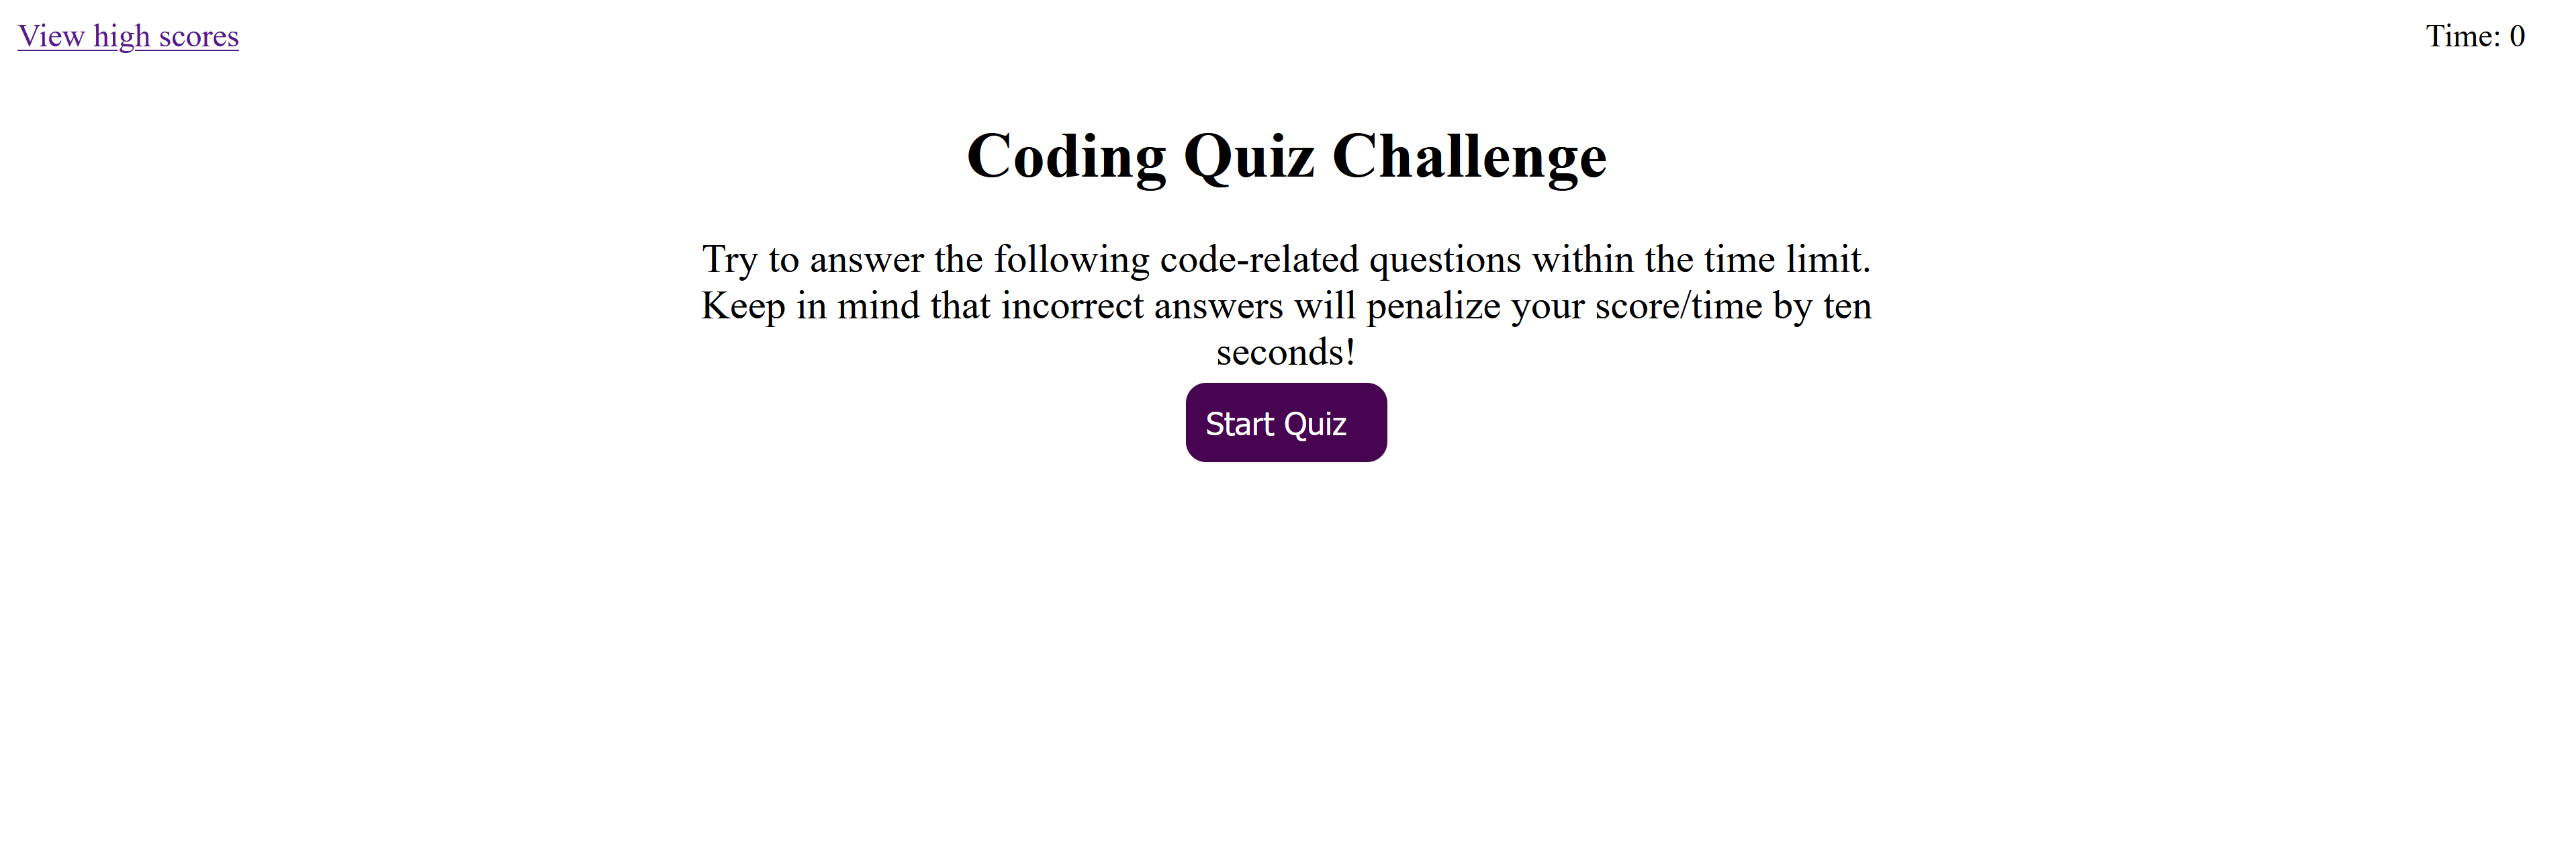 View high scores
Time: 0
Coding Quiz Challenge
Try to answer the following code-related questions within the time limit.
Keep in mind that incorrect answers will penalize your score/time by ten
seconds!
Start Quiz